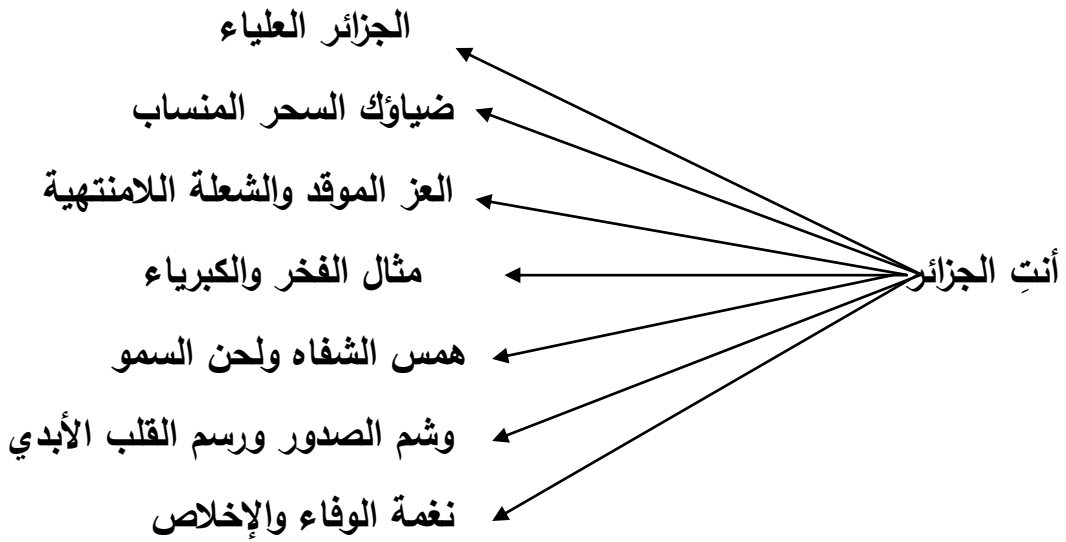 الجزائر العلياء
ضياؤك السحر المنساب
العز الموقد والشعلة اللامنتهية
أنتِ الجزائر
مثال الفخر والكبرياء
همس الشفاه ولحن السمو
وشم الصدور ورسم القلب الأبدي
نغمة الوفاء والإخلاص